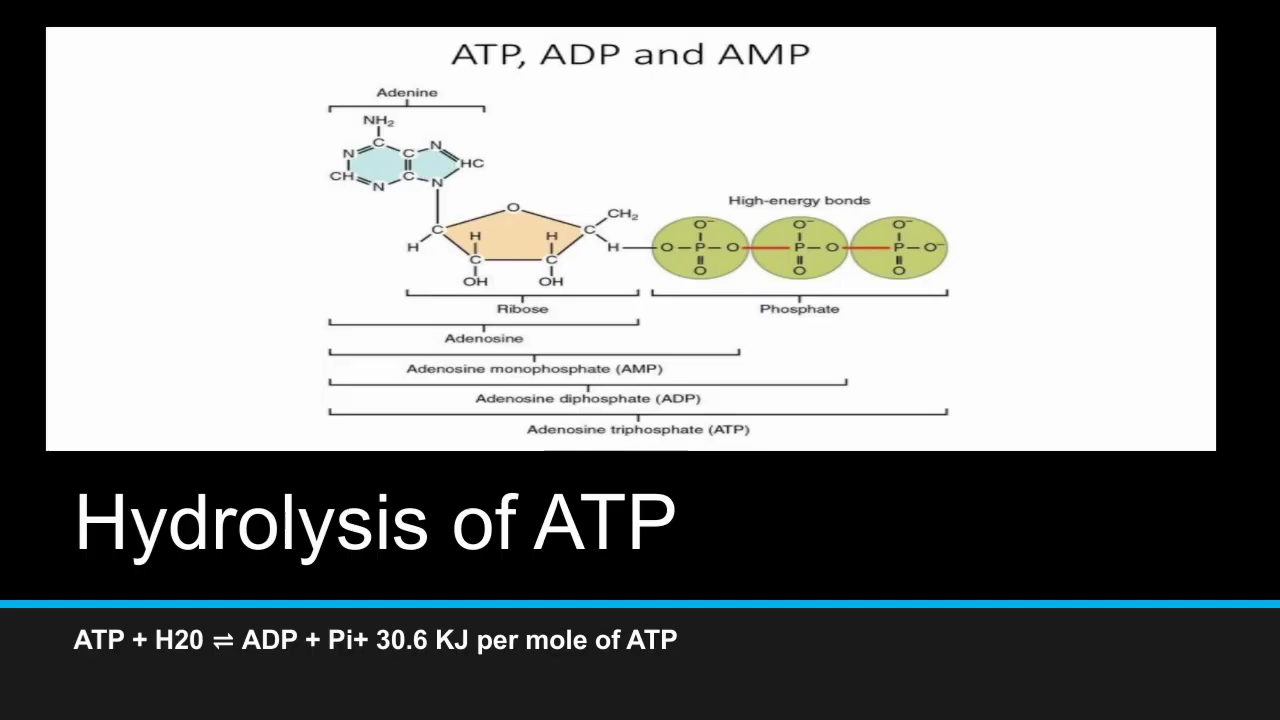 ATP, ADP and AMP
Adenine
NH₂
N C C N HC
CH N C N
O
C H H C CH₂
H C C H
OH OH
High-energy bonds
O⁻ O⁻ O⁻
O P O P O P O⁻
O O O
Ribose Phosphate
Adenosine
Adenosine monophosphate (AMP)
Adenosine diphosphate (ADP)
Adenosine triphosphate (ATP)
Hydrolysis of ATP
ATP + H20 ⇌ ADP + Pi+ 30.6 KJ per mole of ATP